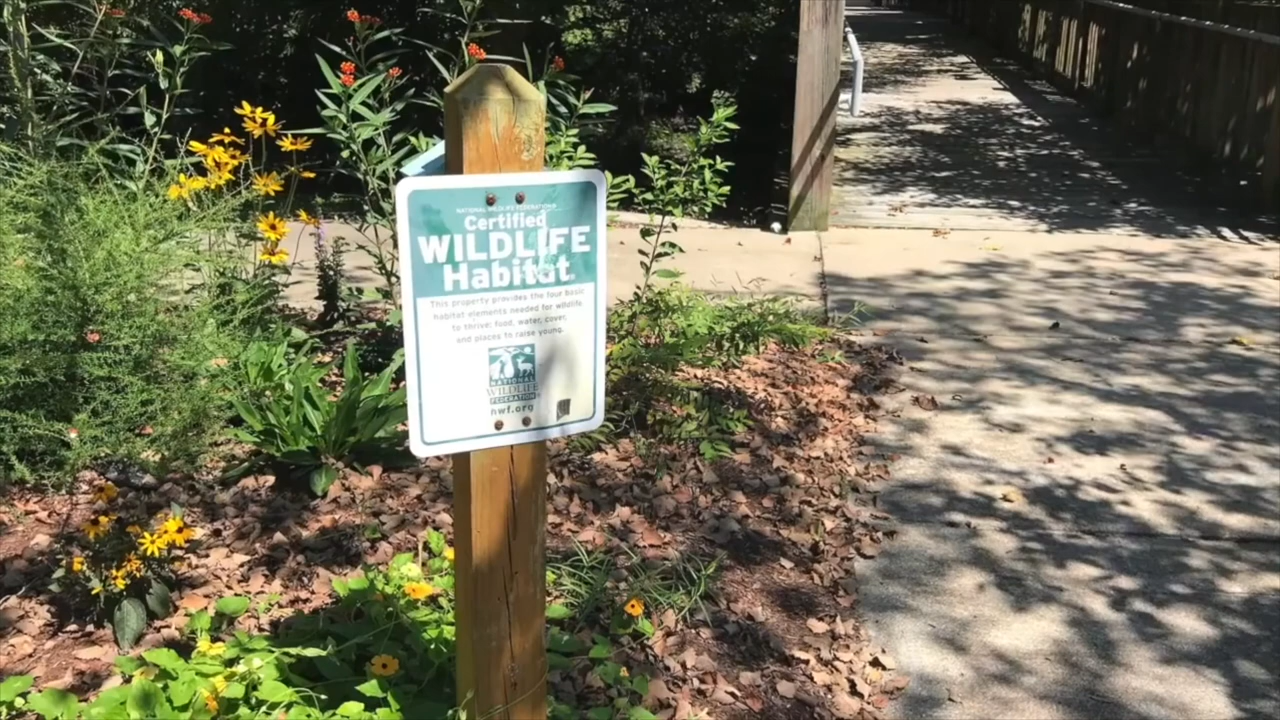 NATIONAL WILDLIFE FEDERATION®
Certified
WILDLIFE
Habitat
This property provides the four basic
habitat elements needed for wildlife
to thrive: food, water, cover,
and places to raise young.
NATIONAL
WILDLIFE
FEDERATION
nwf.org